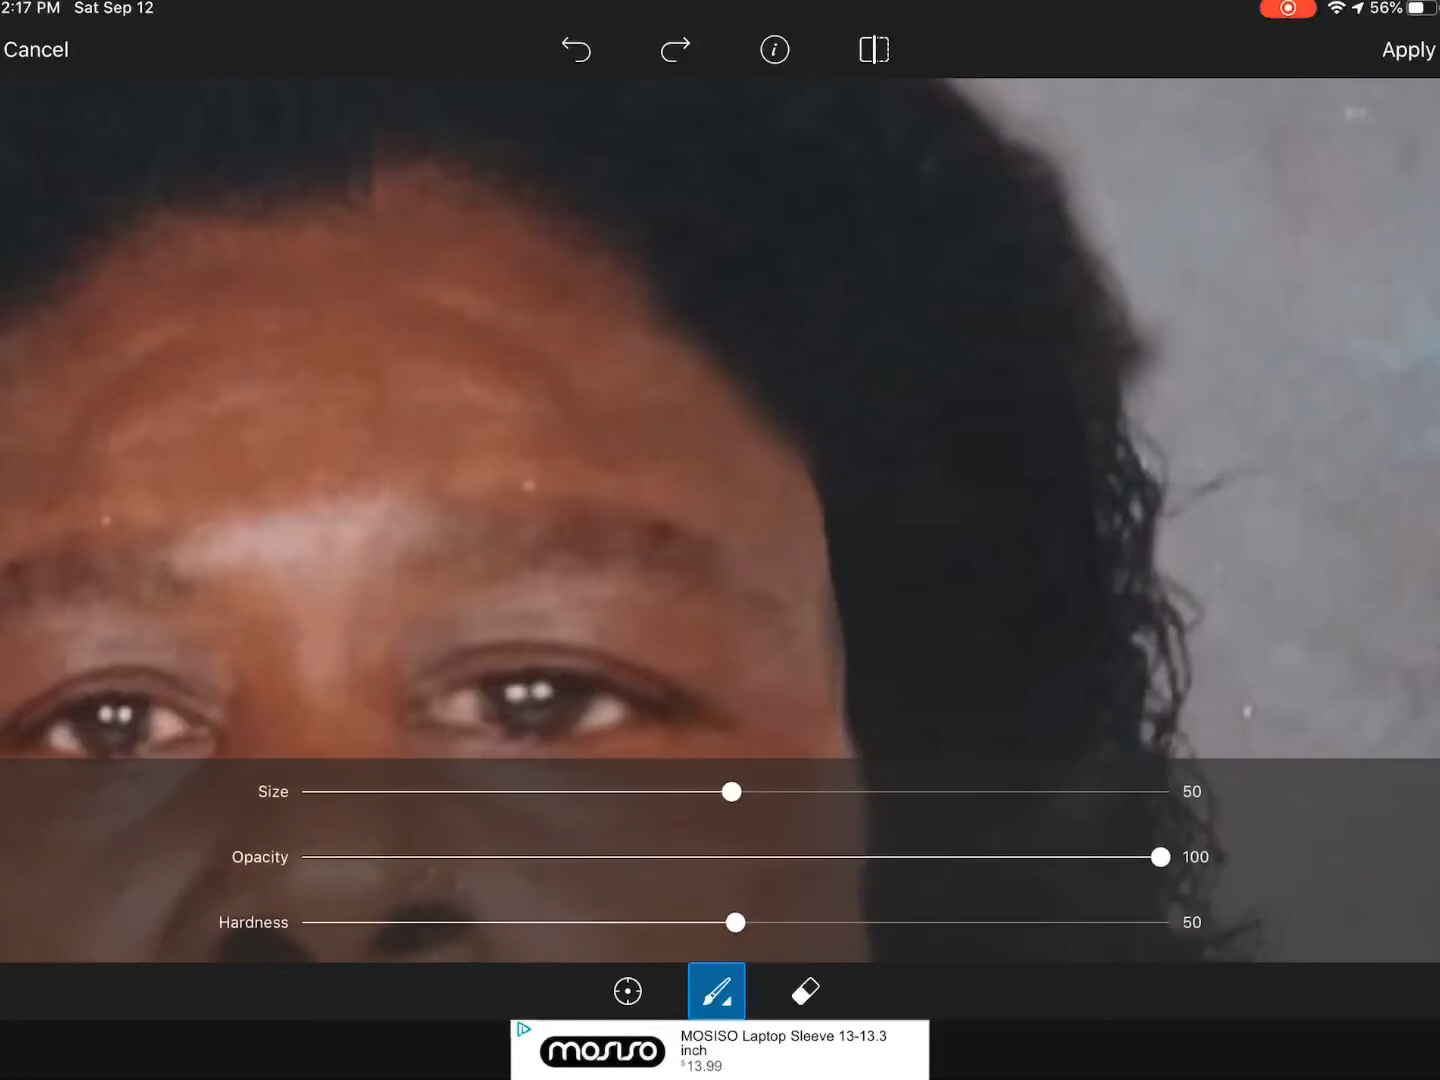 2:17 PM Sat Sep 12
56%
Cancel
Apply
Size 50
Opacity 100
Hardness 50
mosiso
MOSISO Laptop Sleeve 13-13.3
inch
$13.99